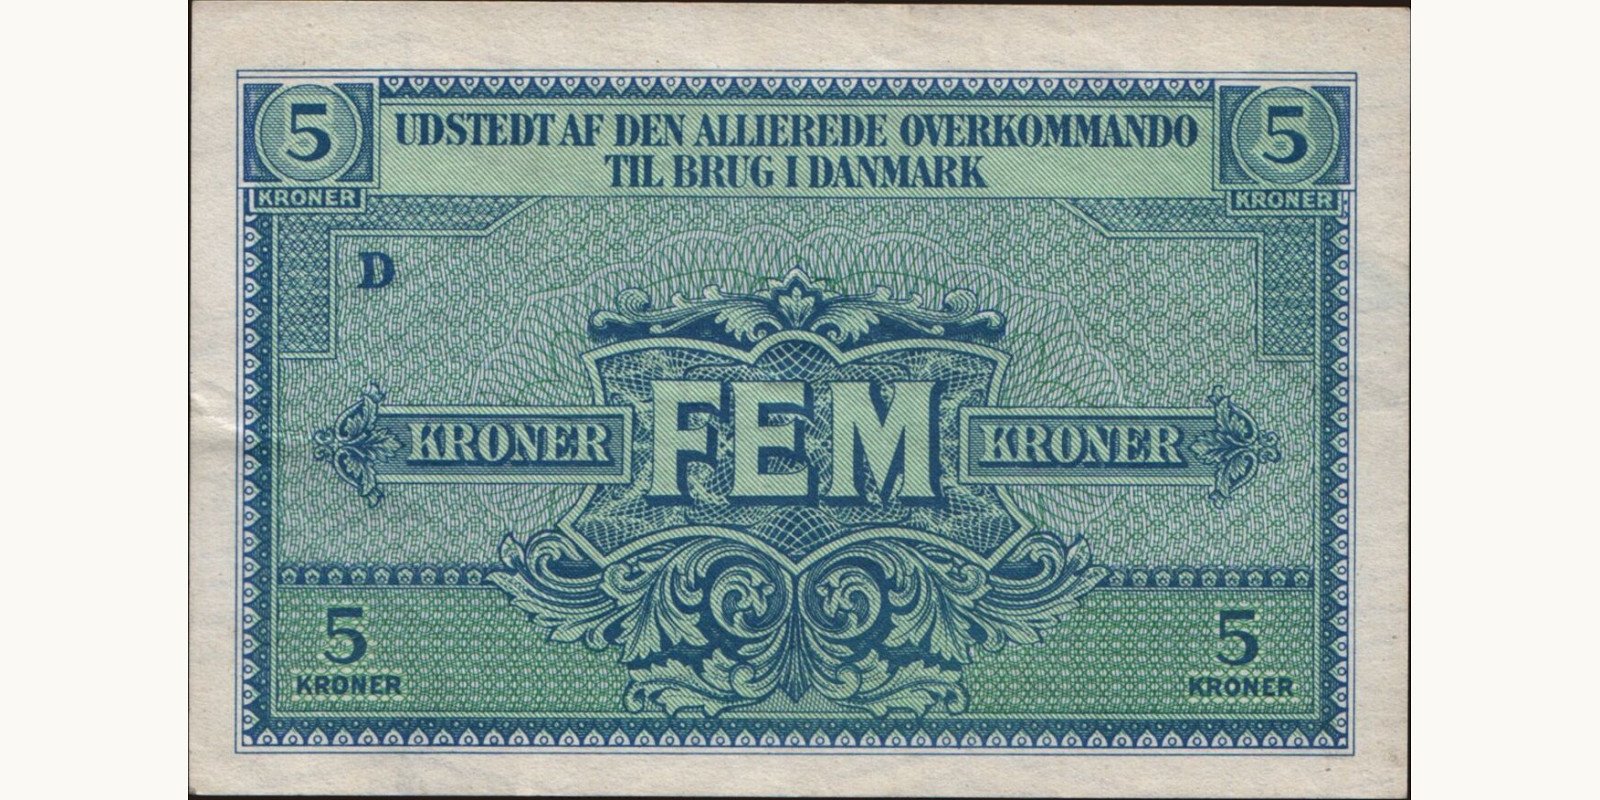 5 5
UDSTEDT AF DEN ALLIEREDE OVERKOMMANDO
TIL BRUG I DANMARK
KRONER KRONER
D
KRONER FEM KRONER
5 5
KRONER KRONER